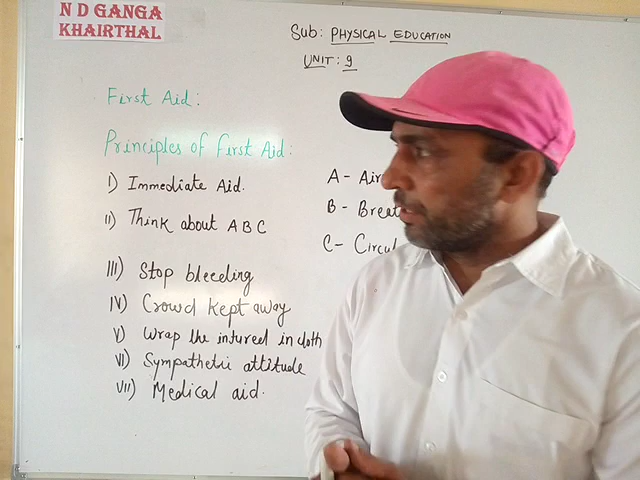 N D GANGA
KHAIRTHAL
Sub: PHYSICAL EDUCATION
UNIT: 9
First Aid:
Principles of First Aid:
I) Immediate Aid.
II) Think about A B C
III) Stop bleeding
IV) Crowd kept away
V) Wrap the intured in cloth
VI) Sympathetic attitude
VII) Medical aid.
A - Air
B - Breat
C - Circul